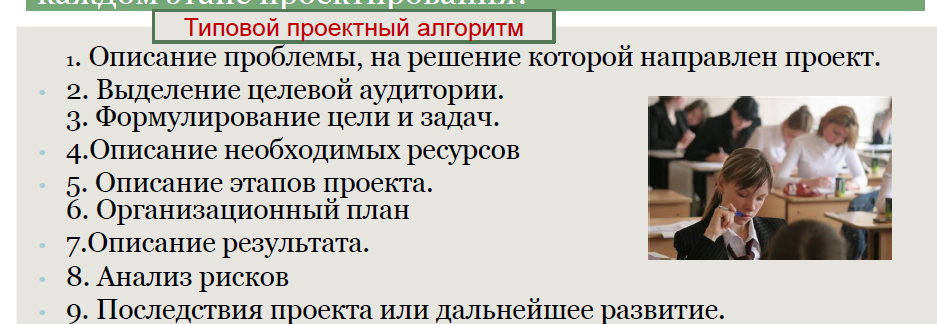 каждом этапе проектирования?
Типовой проектный алгоритм
1. Описание проблемы, на решение которой направлен проект.
2. Выделение целевой аудитории.
3. Формулирование цели и задач.
4.Описание необходимых ресурсов
5. Описание этапов проекта.
6. Организационный план
7.Описание результата.
8. Анализ рисков
9. Последствия проекта или дальнейшее развитие.